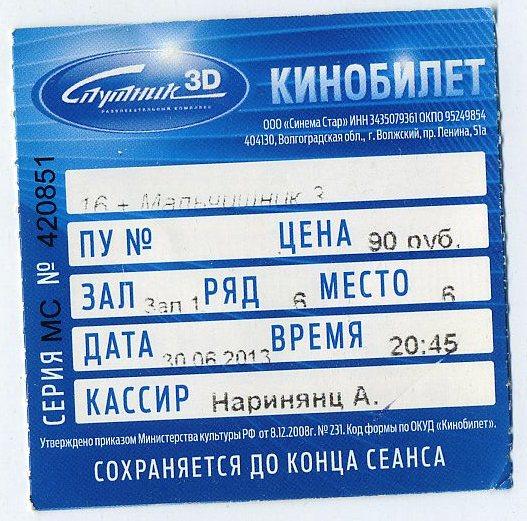 Спутник 3D
РАЗВЛЕКАТЕЛЬНЫЙ КОМПЛЕКС
КИНОБИЛЕТ
ООО «Синема Стар» ИНН 3435079361 ОКПО 95249854
404130, Волгоградская обл., г. Волжский, пр. Ленина, 51а
16 + Мальчишник 3
ПУ № ЦЕНА 90 руб.
ЗАЛ Зал 1 РЯД 6 МЕСТО 6
ДАТА 30.06.2013 ВРЕМЯ 20:45
КАССИР Наринянц А.
СЕРИЯ МС № 420851
Утверждено приказом Министерства культуры РФ от 8.12.2008г. № 231. Код формы по ОКУД «Кинобилет».
СОХРАНЯЕТСЯ ДО КОНЦА СЕАНСА